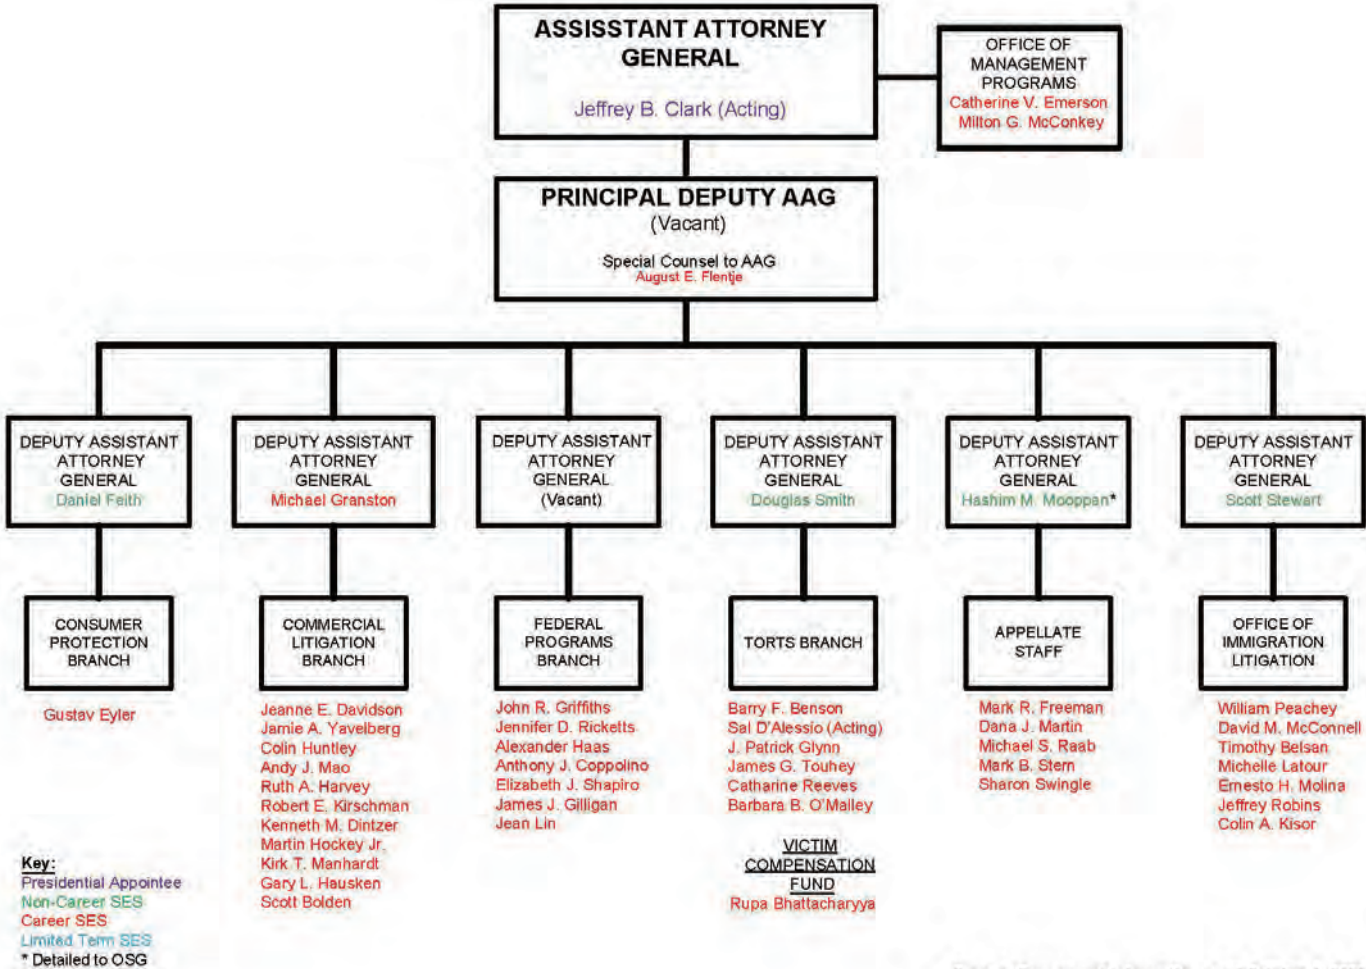 ASSISSTANT ATTORNEY
GENERAL
Jeffrey B. Clark (Acting)
OFFICE OF
MANAGEMENT
PROGRAMS
Catherine V. Emerson
Milton G. McConkey
PRINCIPAL DEPUTY AAG
(Vacant)
Special Counsel to AAG
August E. Flentje
DEPUTY ASSISTANT
ATTORNEY
GENERAL
Daniel Feith
DEPUTY ASSISTANT
ATTORNEY
GENERAL
Michael Granston
DEPUTY ASSISTANT
ATTORNEY
GENERAL
(Vacant)
DEPUTY ASSISTANT
ATTORNEY
GENERAL
Douglas Smith
DEPUTY ASSISTANT
ATTORNEY
GENERAL
Hashim M. Mooppan*
DEPUTY ASSISTANT
ATTORNEY
GENERAL
Scott Stewart
CONSUMER
PROTECTION
BRANCH
Gustav Eyler
COMMERCIAL
LITIGATION
BRANCH
Jeanne E. Davidson
Jamie A. Yavelberg
Colin Huntley
Andy J. Mao
Ruth A. Harvey
Robert E. Kirschman
Kenneth M. Dintzer
Martin Hockey Jr.
Kirk T. Manhardt
Gary L. Hausken
Scott Bolden
FEDERAL
PROGRAMS
BRANCH
John R. Griffiths
Jennifer D. Ricketts
Alexander Haas
Anthony J. Coppolino
Elizabeth J. Shapiro
James J. Gilligan
Jean Lin
TORTS BRANCH
Barry F. Benson
Sal D'Alessio (Acting)
J. Patrick Glynn
James G. Touhey
Catharine Reeves
Barbara B. O'Malley
VICTIM
COMPENSATION
FUND
Rupa Bhattacharyya
APPELLATE
STAFF
Mark R. Freeman
Dana J. Martin
Michael S. Raab
Mark B. Stern
Sharon Swingle
OFFICE OF
IMMIGRATION
LITIGATION
William Peachey
David M. McConnell
Timothy Belsan
Michelle Latour
Ernesto H. Molina
Jeffrey Robins
Colin A. Kisor
Key:
Presidential Appointee
Non-Career SES
Career SES
Limited Term SES
* Detailed to OSG